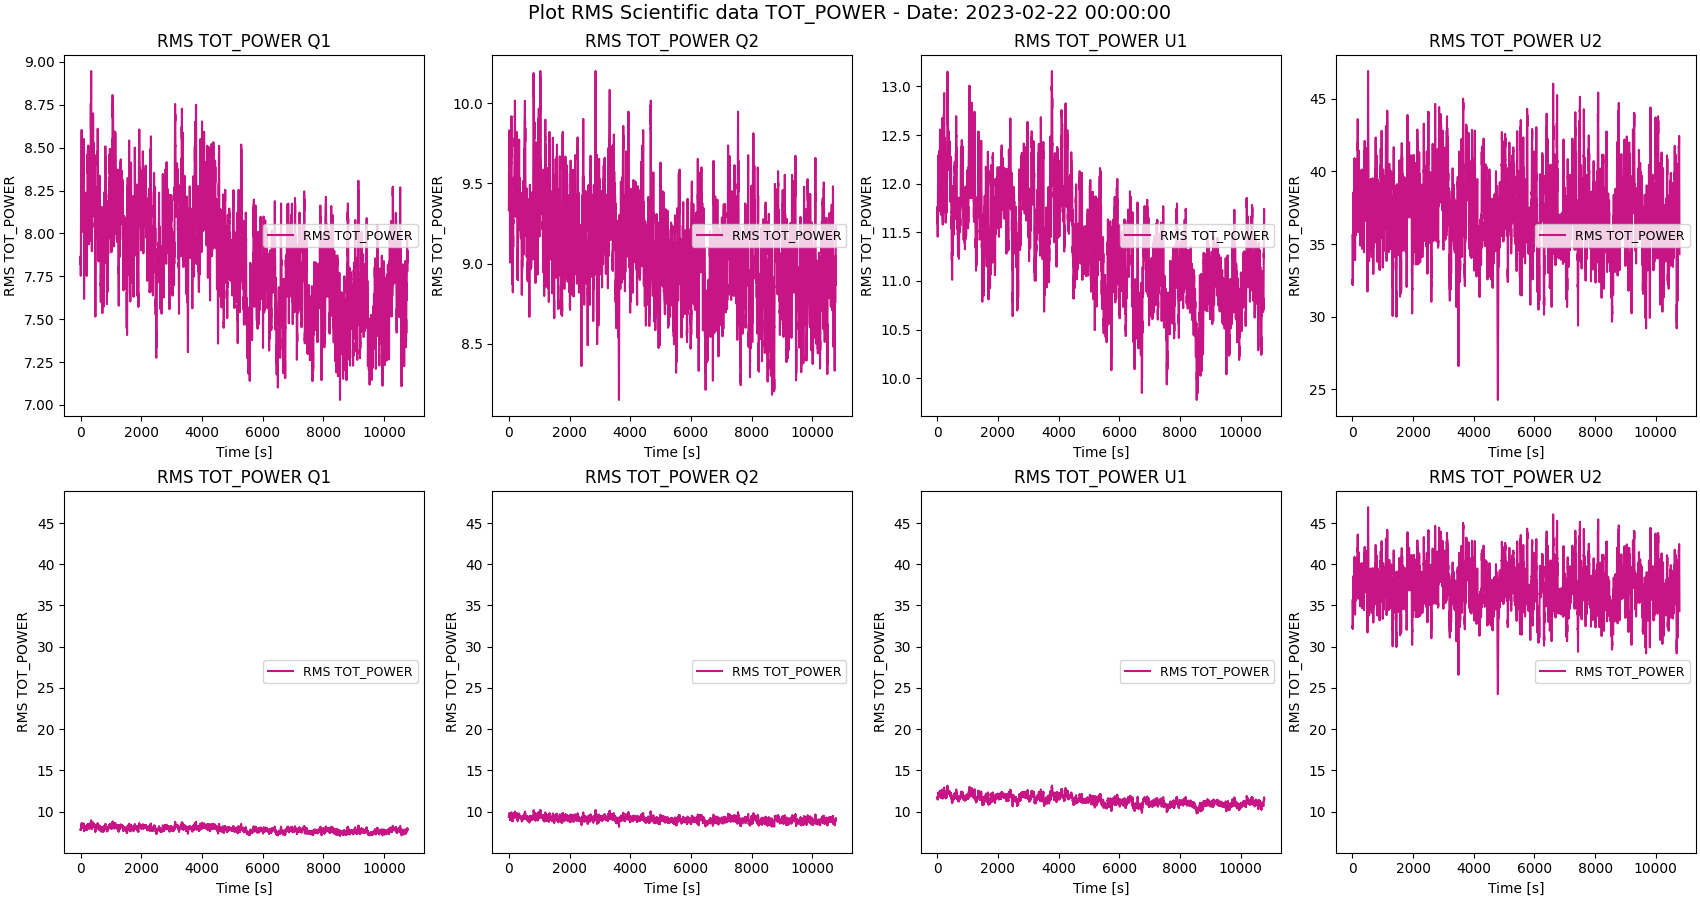 Plot RMS Scientific data TOT_POWER - Date: 2023-02-22 00:00:00
RMS TOT_POWER Q1
RMS TOT_POWER
9.00
8.75
8.50
8.25
8.00
7.75
7.50
7.25
7.00
RMS TOT_POWER
0 2000 4000 6000 8000 10000
Time [s]
RMS TOT_POWER Q2
RMS TOT_POWER
10.0
9.5
9.0
8.5
RMS TOT_POWER
0 2000 4000 6000 8000 10000
Time [s]
RMS TOT_POWER U1
RMS TOT_POWER
13.0
12.5
12.0
11.5
11.0
10.5
10.0
RMS TOT_POWER
0 2000 4000 6000 8000 10000
Time [s]
RMS TOT_POWER U2
RMS TOT_POWER
45
40
35
30
25
RMS TOT_POWER
0 2000 4000 6000 8000 10000
Time [s]
RMS TOT_POWER Q1
RMS TOT_POWER
45
40
35
30
25
20
15
10
RMS TOT_POWER
0 2000 4000 6000 8000 10000
Time [s]
RMS TOT_POWER Q2
RMS TOT_POWER
45
40
35
30
25
20
15
10
RMS TOT_POWER
0 2000 4000 6000 8000 10000
Time [s]
RMS TOT_POWER U1
RMS TOT_POWER
45
40
35
30
25
20
15
10
RMS TOT_POWER
0 2000 4000 6000 8000 10000
Time [s]
RMS TOT_POWER U2
RMS TOT_POWER
45
40
35
30
25
20
15
10
RMS TOT_POWER
0 2000 4000 6000 8000 10000
Time [s]